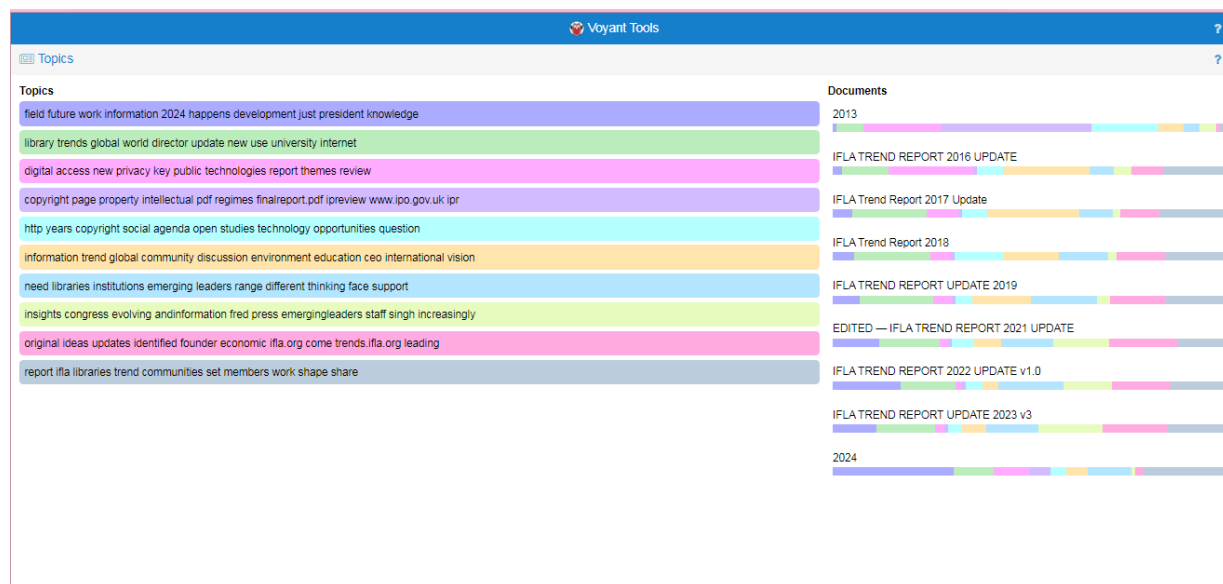 Voyant Tools
?
Topics
?
Topics
field future work information 2024 happens development just president knowledge
library trends global world director update new use university internet
digital access new privacy key public technologies report themes review
copyright page property intellectual pdf regimes finalreport.pdf ipreview www.ipo.gov.uk ipr
http years copyright social agenda open studies technology opportunities question
information trend global community discussion environment education ceo international vision
need libraries institutions emerging leaders range different thinking face support
insights congress evolving andinformation fred press emergingleaders staff singh increasingly
original ideas updates identified founder economic ifla.org come trends.ifla.org leading
report ifla libraries trend communities set members work shape share
Documents
2013
IFLA TREND REPORT 2016 UPDATE
IFLA Trend Report 2017 Update
IFLA Trend Report 2018
IFLA TREND REPORT UPDATE 2019
EDITED — IFLA TREND REPORT 2021 UPDATE
IFLA TREND REPORT 2022 UPDATE v1.0
IFLA TREND REPORT UPDATE 2023 v3
2024